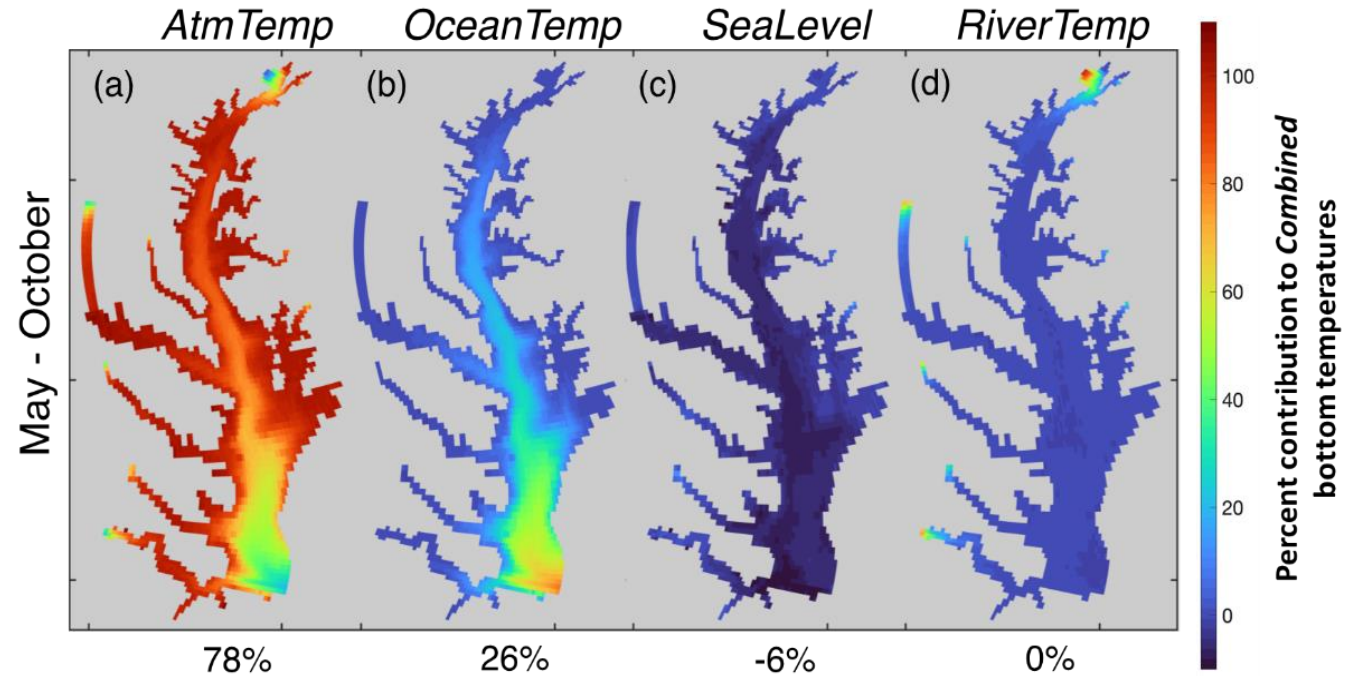 AtmTemp OceanTemp SeaLevel RiverTemp
(a) (b) (c) (d)
May - October
100
80
60
40
20
0
Percent contribution to Combined
bottom temperatures
78% 26% -6% 0%